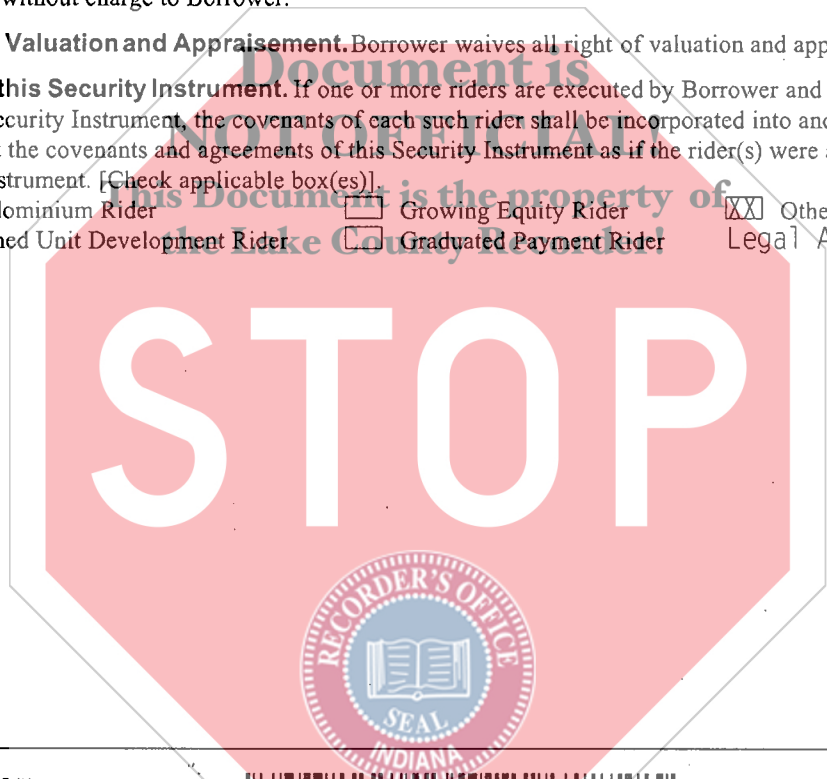 without charge to Borrower.
Valuation and Appraisement. Borrower waives all right of valuation and app
Document is
this Security Instrument. If one or more riders are executed by Borrower and
curity Instrument, the covenants of each such rider shall be incorporated into and
NOT OFFICIAL!
the covenants and agreements of this Security Instrument as if the rider(s) were
strument. [Check applicable box(es)].
This Document is the property of
ominium Rider Growing Equity Rider XX Othe
ned Unit Development Rider Graduated Payment Rider Legal A
the Lake County Recorder!
STOP
RECORDER'S OFFICE
SEAL
INDIANA